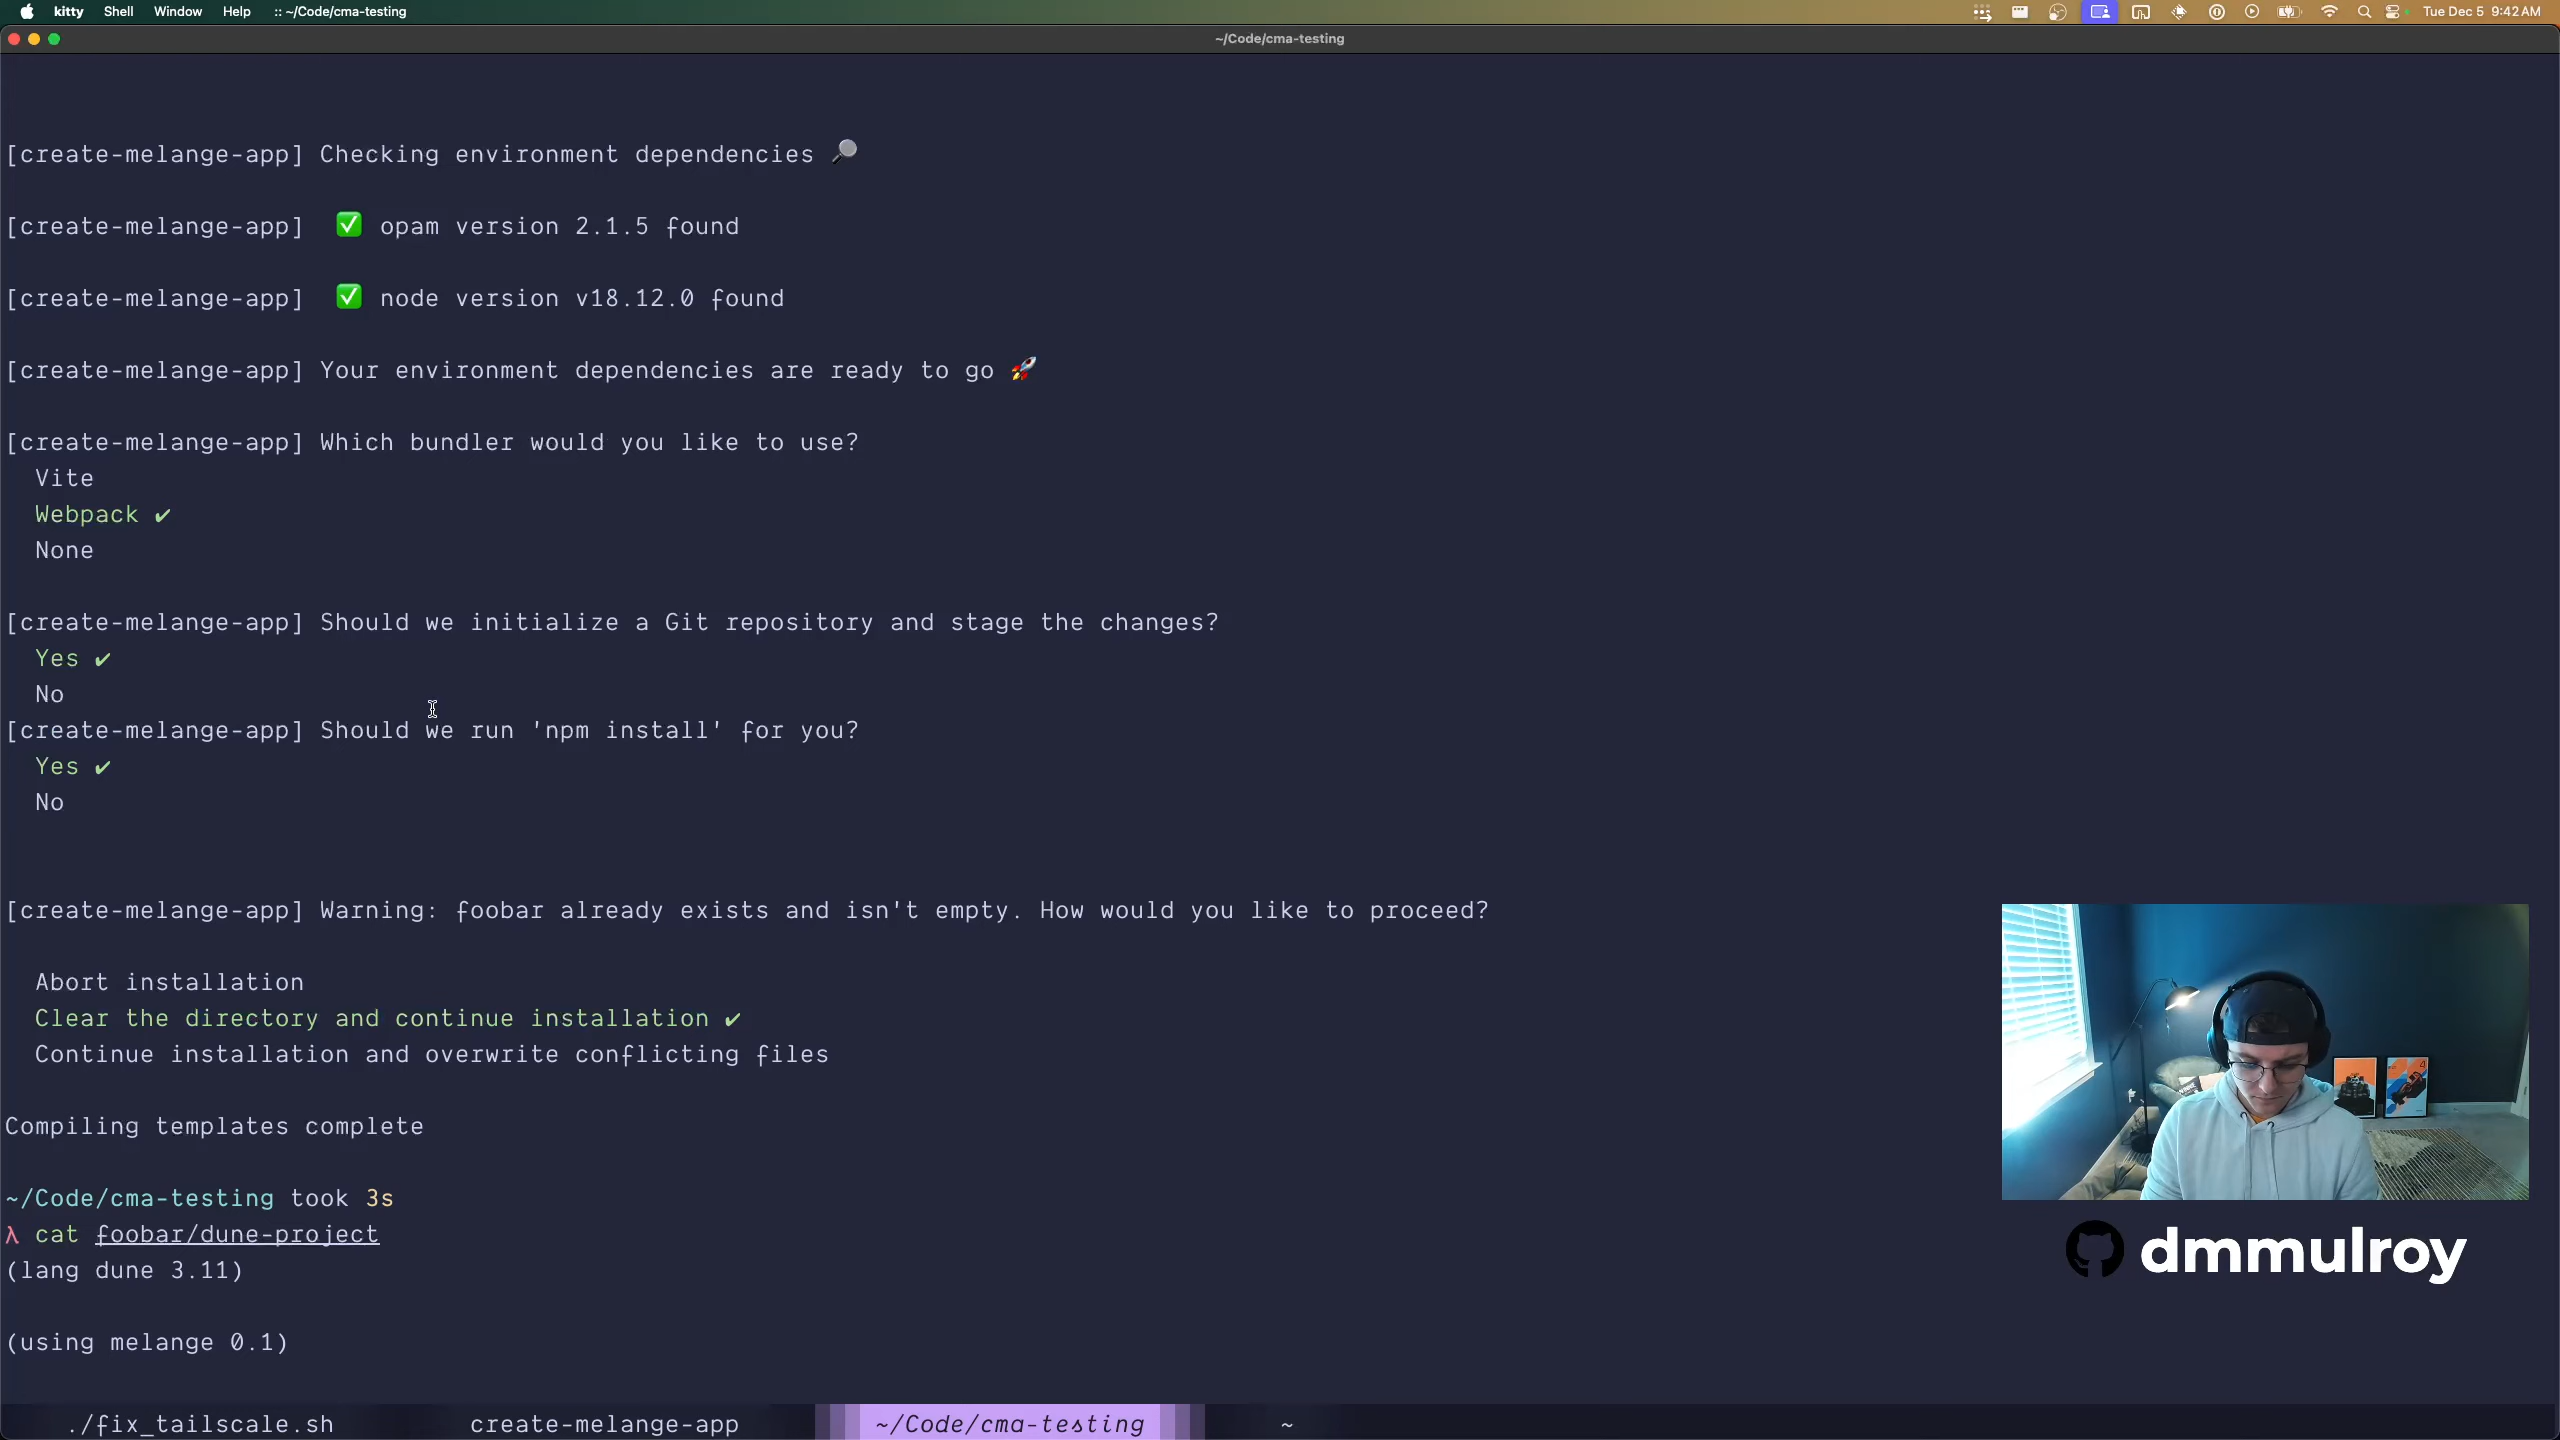 kitty Shell Window Help :: ~/Code/cma-testing Tue Dec 5 9:42 AM
~/Code/cma-testing
[create-melange-app] Checking environment dependencies 🔎
[create-melange-app] ✅ opam version 2.1.5 found
[create-melange-app] ✅ node version v18.12.0 found
[create-melange-app] Your environment dependencies are ready to go 🚀
[create-melange-app] Which bundler would you like to use?
Vite
Webpack ✔
None
[create-melange-app] Should we initialize a Git repository and stage the changes?
Yes ✔
No
[create-melange-app] Should we run 'npm install' for you?
Yes ✔
No
[create-melange-app] Warning: foobar already exists and isn't empty. How would you like to proceed?
Abort installation
Clear the directory and continue installation ✔
Continue installation and overwrite conflicting files
Compiling templates complete
~/Code/cma-testing took 3s
λ cat foobar/dune-project
(lang dune 3.11)
(using melange 0.1)
dmmulroy
./fix_tailscale.sh create-melange-app ~/Code/cma-testing ~